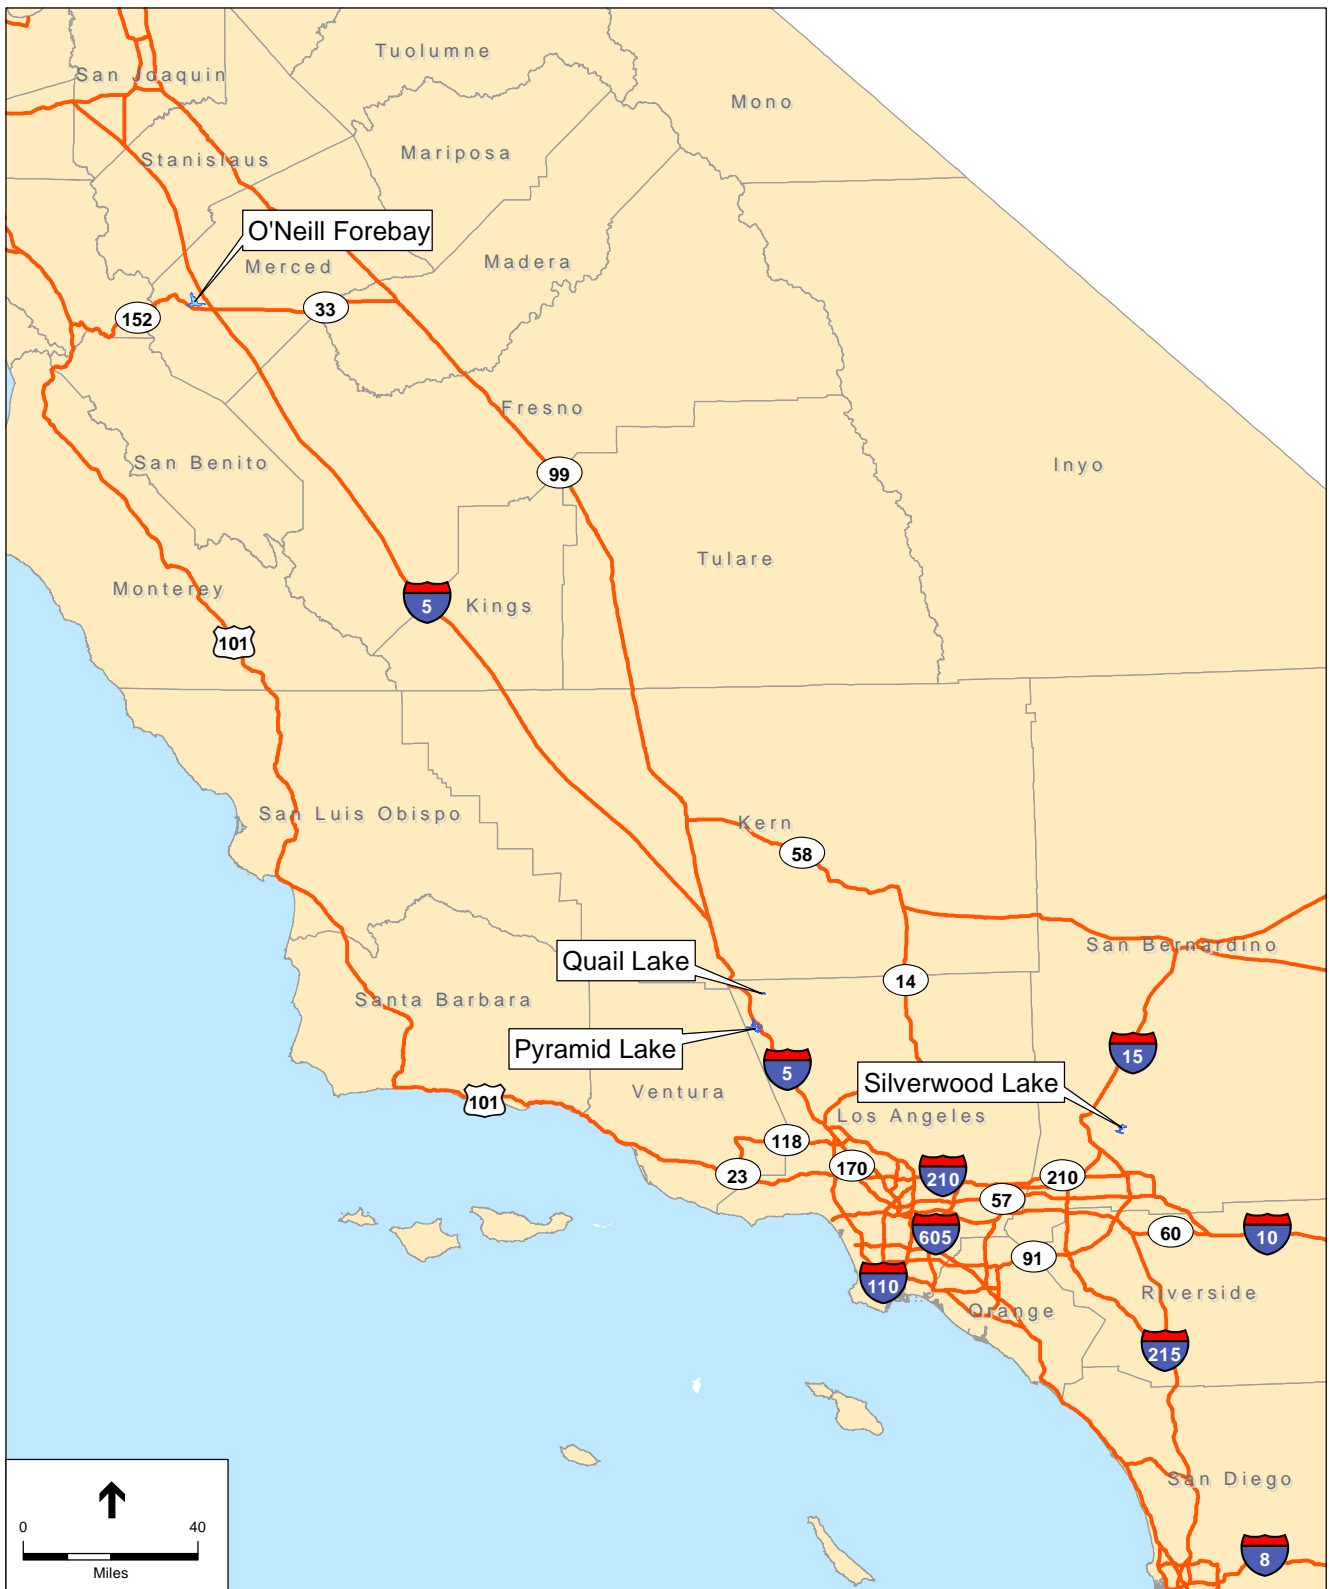 Tuolumne
San Joaquin
Mono
Mariposa
Stanislaus
O'Neill Forebay
Merced
Madera
152
33
Fresno
San Benito
99
Inyo
Tulare
Monterey
5
Kings
101
San Luis Obispo
Kern
58
San Bernardino
Quail Lake
14
Santa Barbara
Pyramid Lake
15
5
Silverwood Lake
Ventura
101
Los Angeles
118
170
23
210
210
57
605
60
10
91
110
Riverside
Orange
215
San Diego
0
40
Miles
8